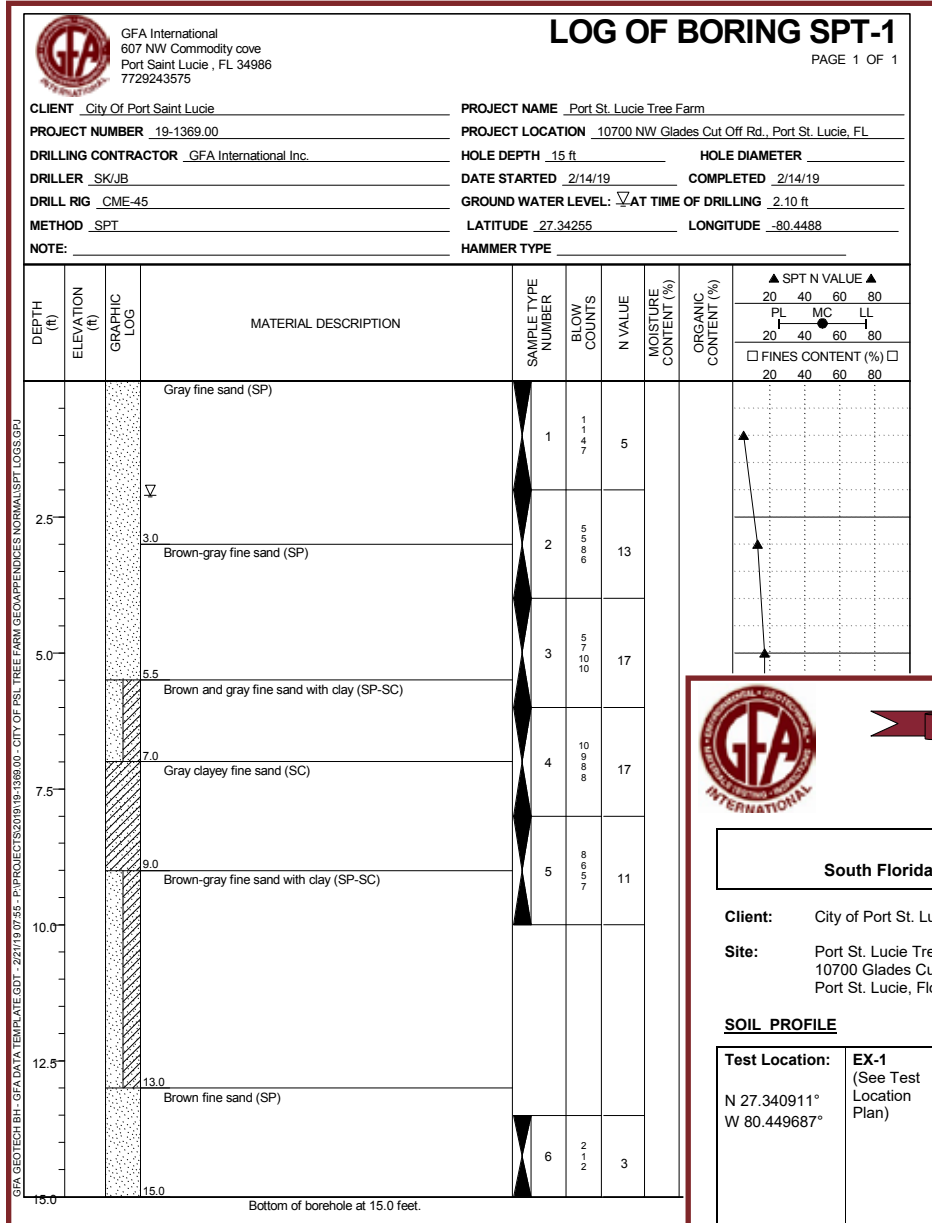 GFA
INTERNATIONAL
GFA International
607 NW Commodity cove
Port Saint Lucie , FL 34986
7729243575
LOG OF BORING SPT-1
PAGE 1 OF 1
CLIENT City Of Port Saint Lucie
PROJECT NAME Port St. Lucie Tree Farm
PROJECT NUMBER 19-1369.00
PROJECT LOCATION 10700 NW Glades Cut Off Rd., Port St. Lucie, FL
DRILLING CONTRACTOR GFA International Inc.
HOLE DEPTH 15 ft HOLE DIAMETER
DRILLER SK/JB
DATE STARTED 2/14/19 COMPLETED 2/14/19
DRILL RIG CME-45
GROUND WATER LEVEL: AT TIME OF DRILLING 2.10 ft
METHOD SPT
LATITUDE 27.34255 LONGITUDE -80.4488
NOTE:
HAMMER TYPE
DEPTH (ft)
ELEVATION (ft)
GRAPHIC LOG
MATERIAL DESCRIPTION
SAMPLE TYPE NUMBER
BLOW COUNTS
N VALUE
MOISTURE CONTENT (%)
ORGANIC CONTENT (%)
▲ SPT N VALUE ▲
20 40 60 80
PL MC LL
20 40 60 80
□ FINES CONTENT (%) □
20 40 60 80
Gray fine sand (SP)
1
1
1
4
7
5
2.5
3.0
Brown-gray fine sand (SP)
2
5
5
8
6
13
5.0
3
5
7
10
10
17
5.5
Brown and gray fine sand with clay (SP-SC)
7.0
Gray clayey fine sand (SC)
4
10
9
8
8
17
7.5
9.0
Brown-gray fine sand with clay (SP-SC)
5
8
6
5
7
11
10.0
12.5
13.0
Brown fine sand (SP)
6
2
1
2
3
15.0
15.0
Bottom of borehole at 15.0 feet.
GFA GEOTECH BH - GFA DATA TEMPLATE.GDT - 2/21/19 07:55 - P:\PROJECTS\2019\19-1369.00 - CITY OF PSL TREE FARM GEO\APPENDICES NORMAL\SPT LOGS.GPJ
ENVIRONMENTAL • GEOTECHNICAL
MATERIALS TESTING • INSPECTIONS
GFA
INTERNATIONAL
South Florida
Client: City of Port St. Lu
Site: Port St. Lucie Tre
10700 Glades Cu
Port St. Lucie, Flo
SOIL PROFILE
Test Location:
N 27.340911°
W 80.449687°
EX-1
(See Test
Location
Plan)